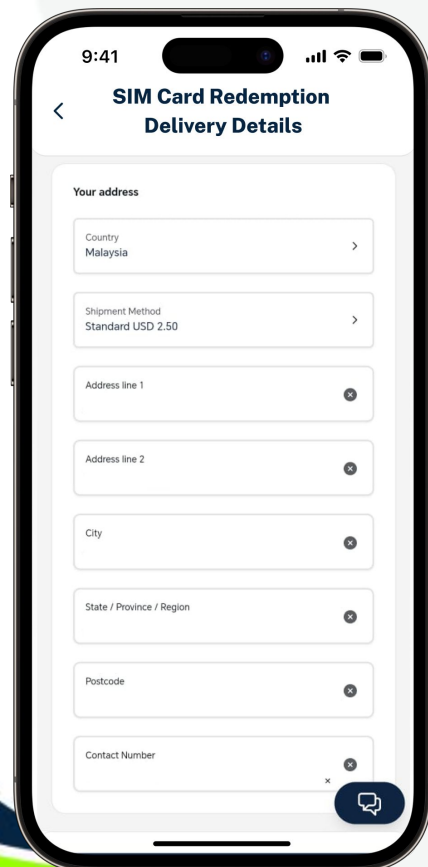 9:41
SIM Card Redemption
Delivery Details
Your address
Country
Malaysia
Shipment Method
Standard USD 2.50
Address line 1
Address line 2
City
State / Province / Region
Postcode
Contact Number